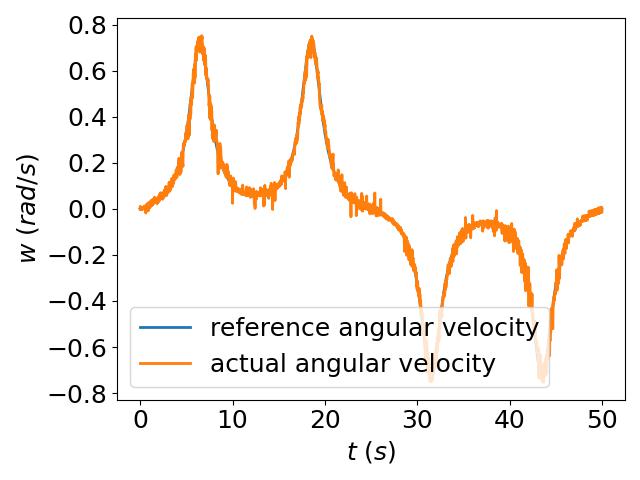 0.8
0.6
0.4
0.2
0.0
−0.2
−0.4
−0.6
−0.8
w (rad/s)
reference angular velocity
actual angular velocity
0 10 20 30 40 50
t (s)